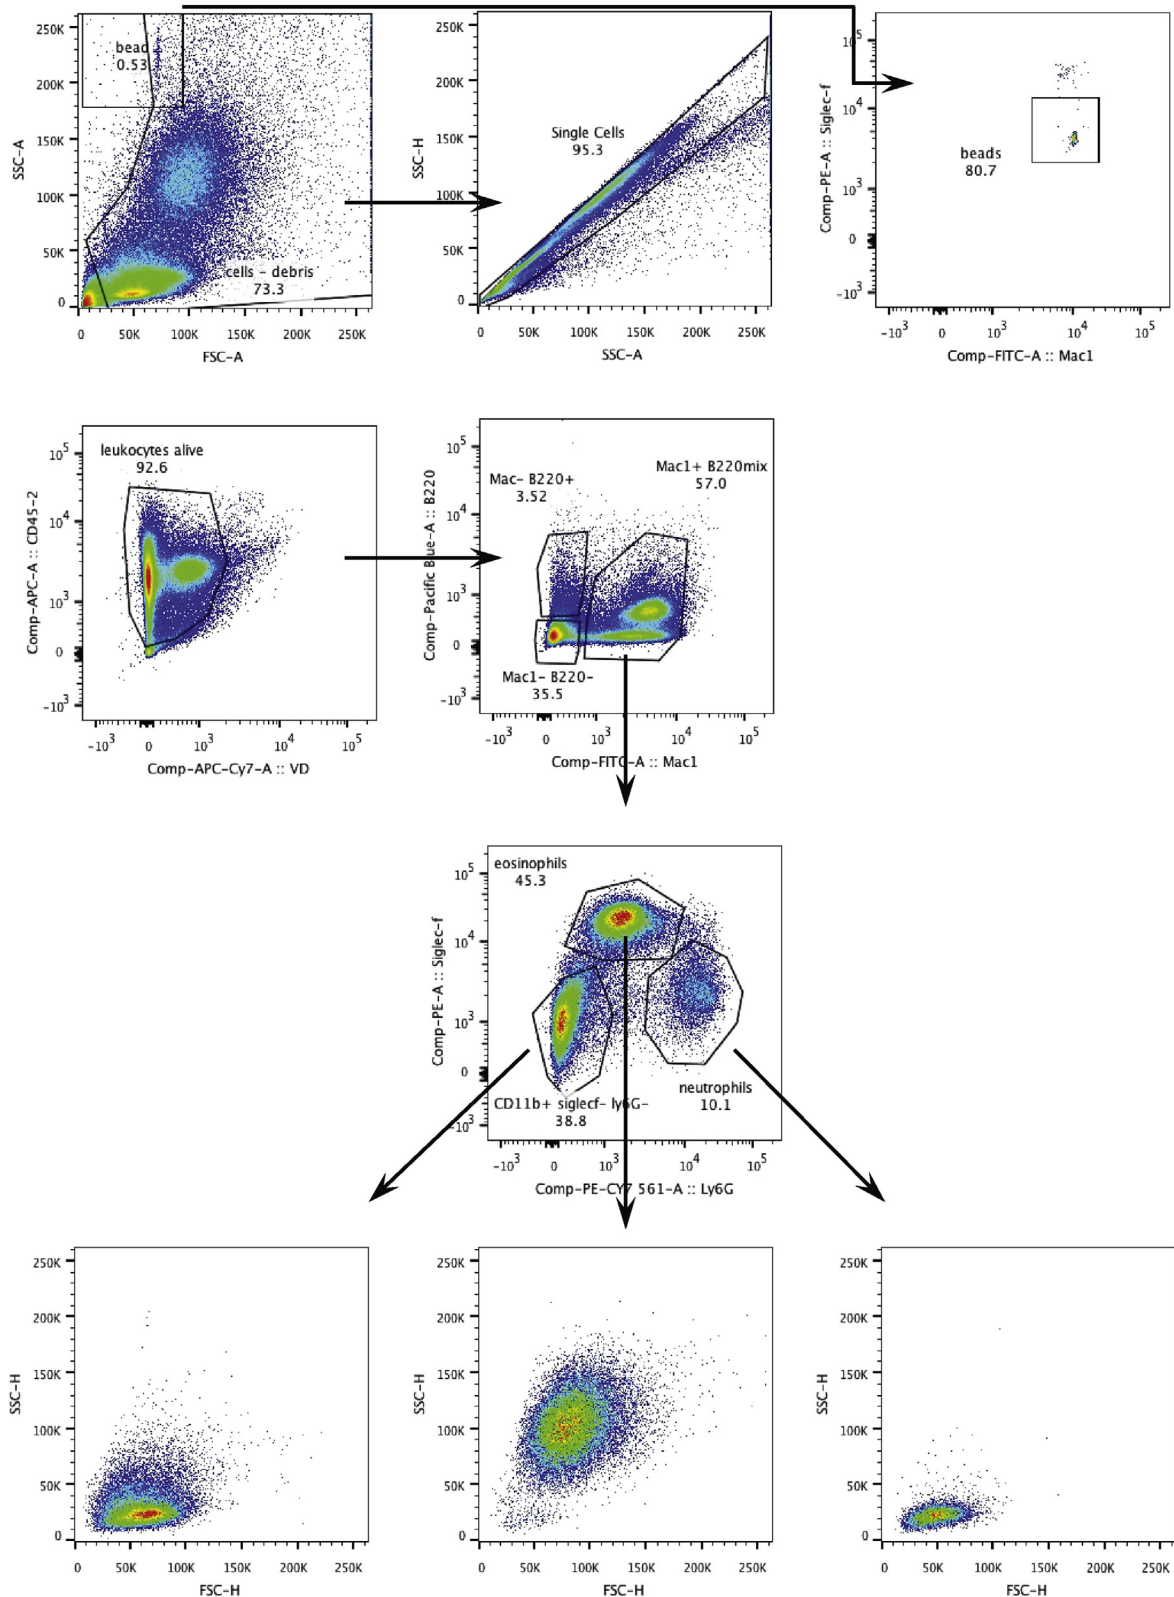 250K
200K
150K
100K
50K
0
SSC-A
bead
0.53
cells - debris
73.3
0 50K 100K 150K 200K 250K
FSC-A
250K
200K
150K
100K
50K
0
SSC-H
Single Cells
95.3
0 50K 100K 150K 200K 250K
SSC-A
10^5
10^4
10^3
0
-10^3
Comp-PE-A :: Siglec-f
beads
80.7
-10^3 0 10^3 10^4 10^5
Comp-FITC-A :: Mac1
10^5
10^4
10^3
0
-10^3
Comp-APC-A :: CD45-2
leukocytes alive
92.6
-10^3 0 10^3 10^4 10^5
Comp-APC-Cy7-A :: VD
10^5
10^4
10^3
0
-10^3
Comp-Pacific Blue-A :: B220
Mac- B220+
3.52
Mac1+ B220mix
57.0
Mac1- B220-
35.5
-10^3 0 10^3 10^4 10^5
Comp-FITC-A :: Mac1
10^5
10^4
10^3
0
-10^3
Comp-PE-A :: Siglec-f
eosinophils
45.3
CD11b+ siglecf- ly6G-
38.8
neutrophils
10.1
-10^3 0 10^3 10^4 10^5
Comp-PE-CY7 561-A :: Ly6G
250K
200K
150K
100K
50K
0
SSC-H
0 50K 100K 150K 200K 250K
FSC-H
250K
200K
150K
100K
50K
0
SSC-H
0 50K 100K 150K 200K 250K
FSC-H
250K
200K
150K
100K
50K
0
SSC-H
0 50K 100K 150K 200K 250K
FSC-H